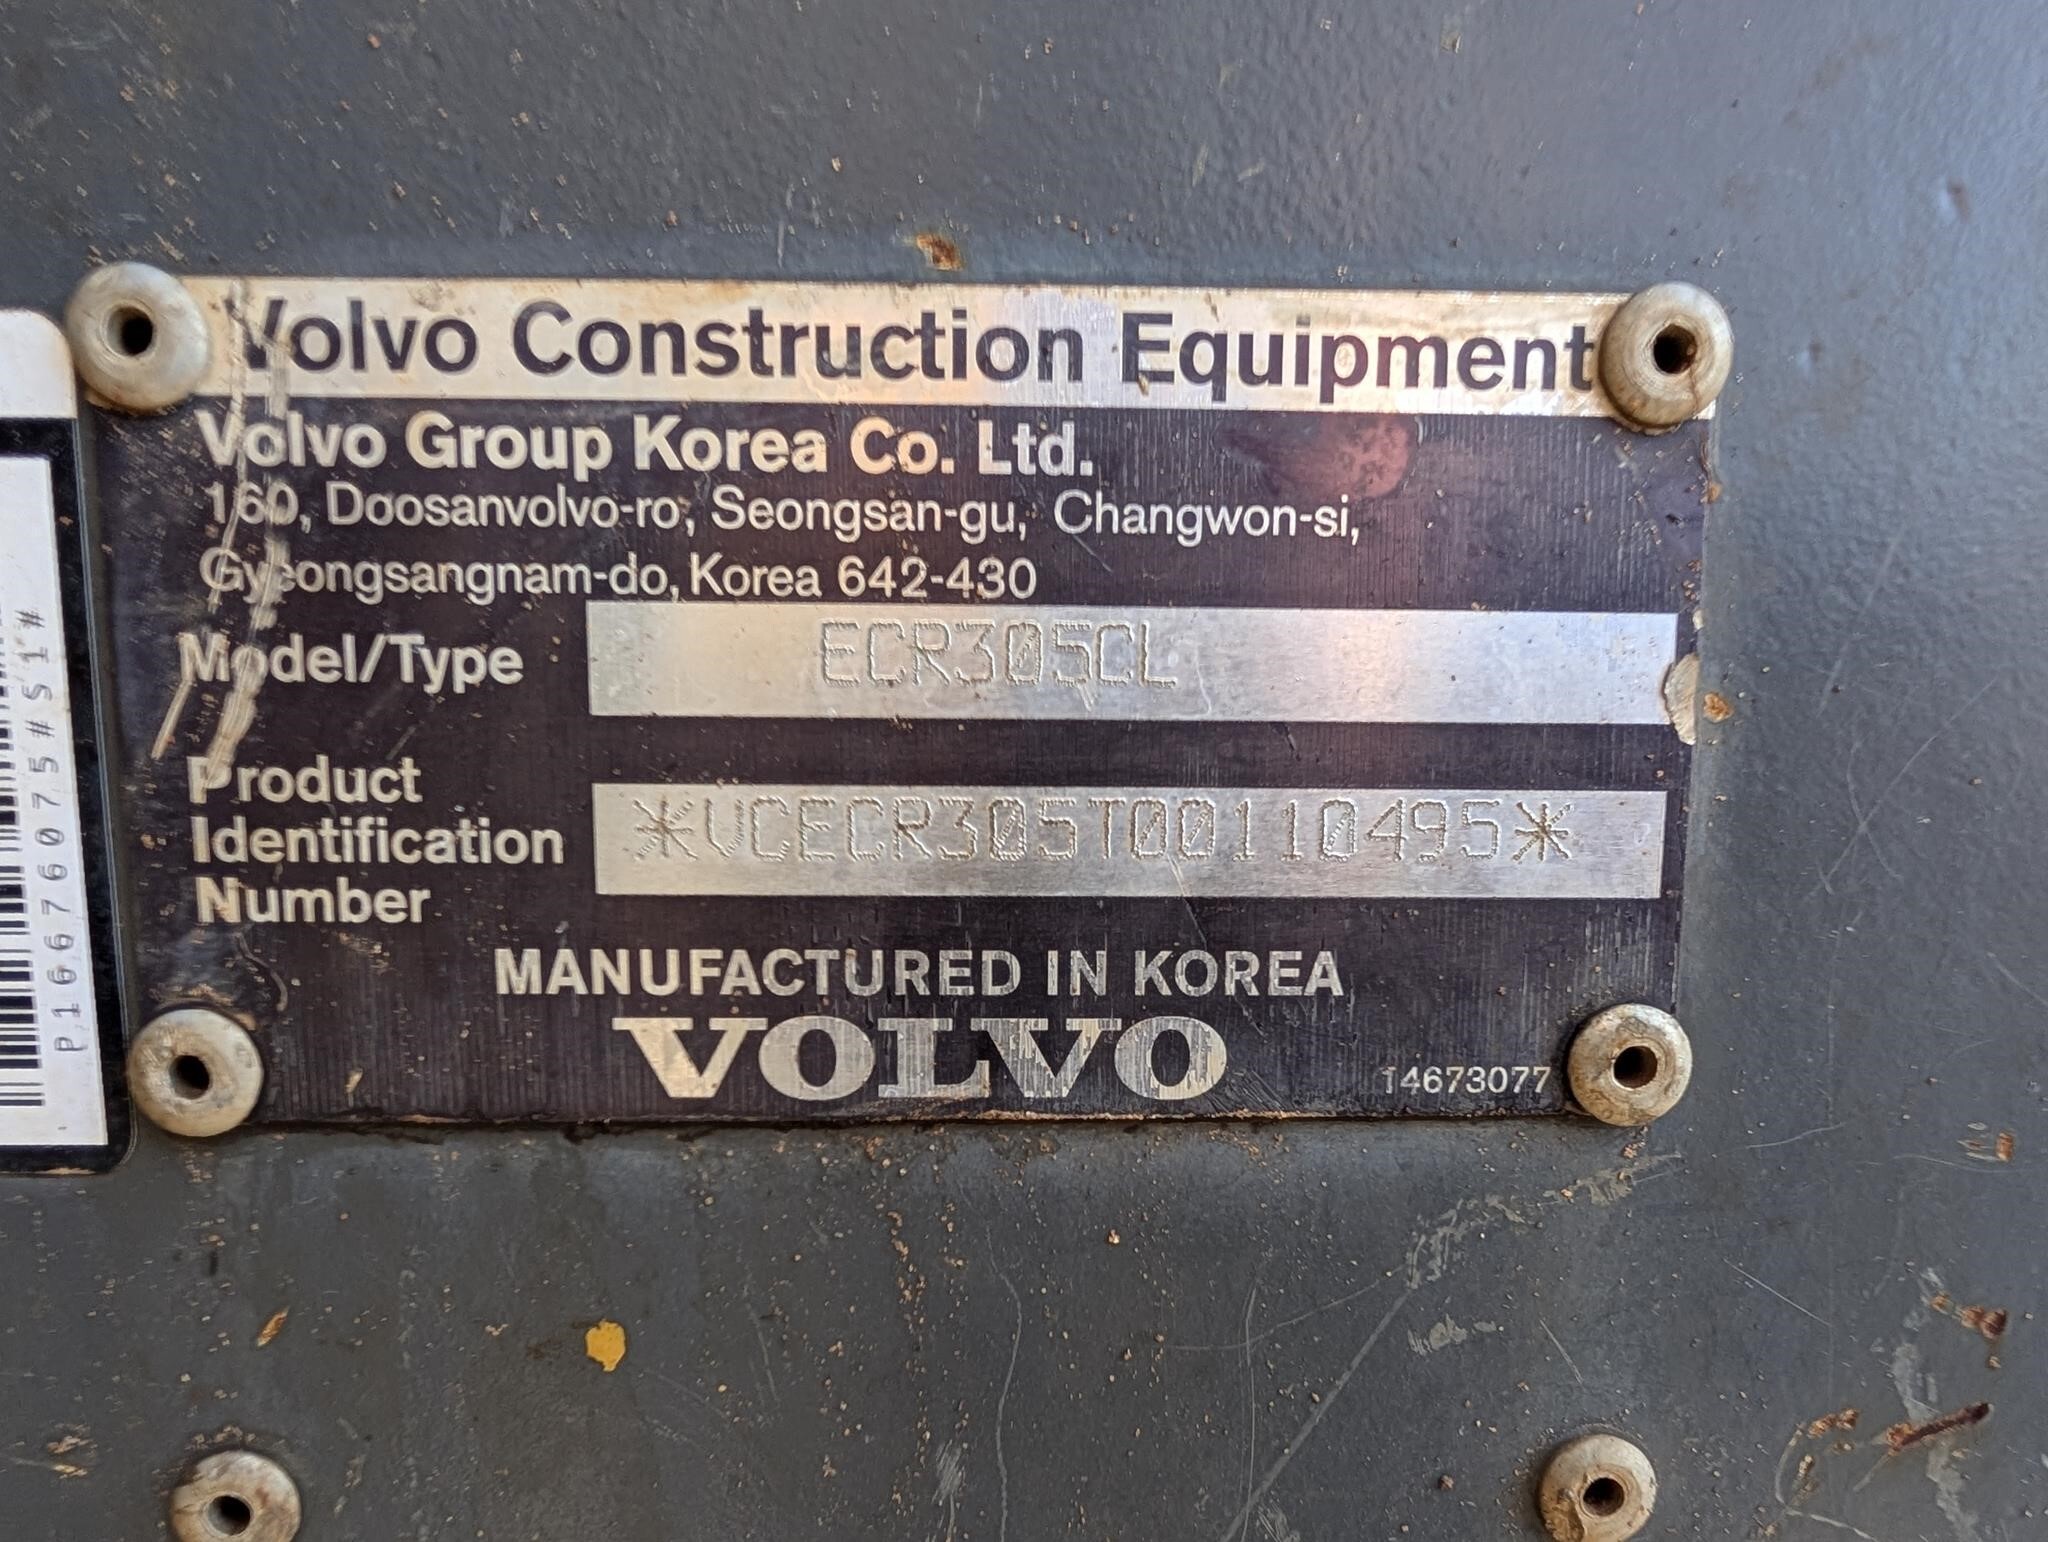 Volvo Construction Equipment
Volvo Group Korea Co. Ltd.
160, Doosanvolvo-ro, Seongsan-gu, Changwon-si,
Gyeongsangnam-do, Korea 642-430
Model/Type ECR305CL
Product
Identification *VCECR305T00110495*
Number
MANUFACTURED IN KOREA
VOLVO
14673077
P16676075#S1#